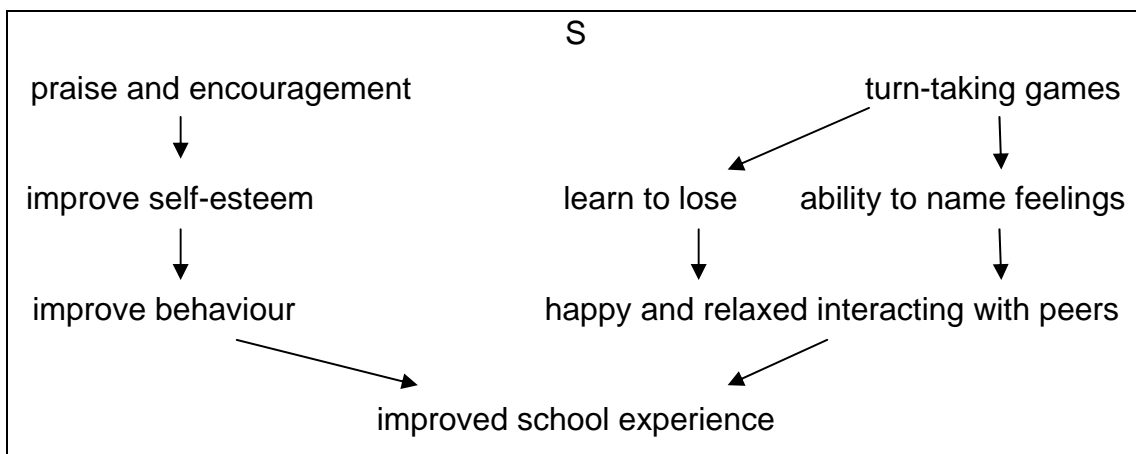 S
praise and encouragement turn-taking games
improve self-esteem learn to lose ability to name feelings
improve behaviour happy and relaxed interacting with peers
improved school experience